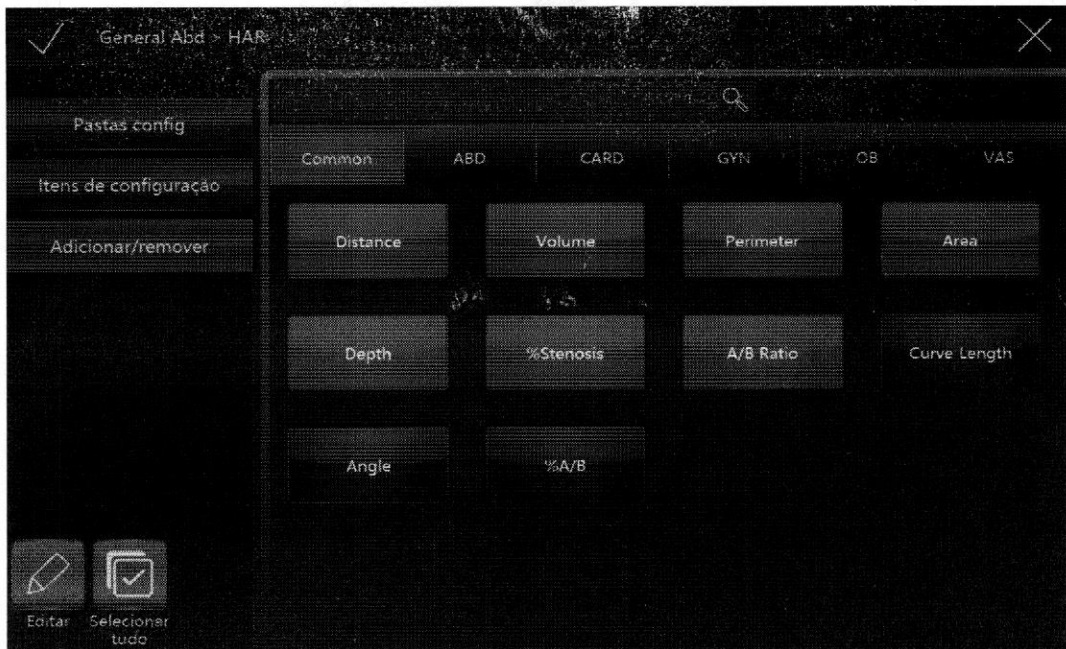 General Abd > HAR
Pastas config
Itens de configuração
Adicionar/remover
Common ABD CARD GYN OB VAS
Distance Volume Perimeter Area
Depth %Stenosis A/B Ratio Curve Length
Angle %A/B
Editar Selecionar tudo